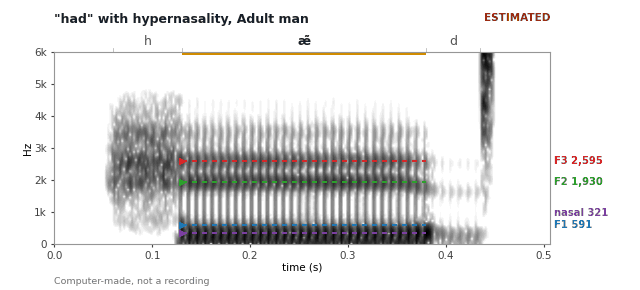 "had" with hypernasality, Adult man
ESTIMATED
h æ̃ d
6k
5k
4k
3k
2k
1k
0
Hz
F3 2,595
F2 1,930
nasal 321
F1 591
0.0 0.1 0.2 0.3 0.4 0.5
time (s)
Computer-made, not a recording